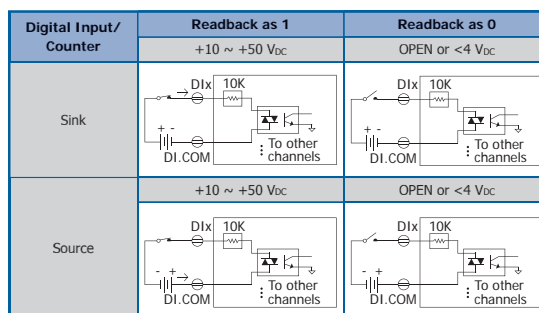 Digital Input/
Counter
Readback as 1
Readback as 0
+10 ~ +50 VDC
OPEN or <4 VDC
Sink
DIx
10K
+ -
DI.COM
To other
channels
DIx
10K
+ -
DI.COM
To other
channels
+10 ~ +50 VDC
OPEN or <4 VDC
Source
DIx
10K
- +
DI.COM
To other
channels
DIx
10K
- +
DI.COM
To other
channels